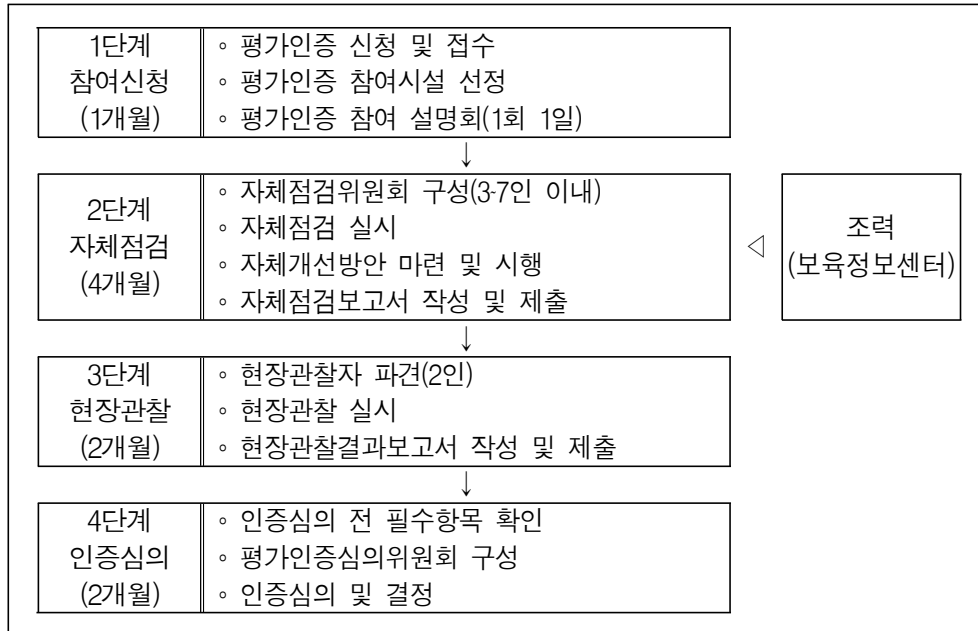 1단계
참여신청
(1개월)
◦ 평가인증 신청 및 접수
◦ 평가인증 참여시설 선정
◦ 평가인증 참여 설명회(1회 1일)
↓
2단계
자체점검
(4개월)
◦ 자체점검위원회 구성(3-7인 이내)
◦ 자체점검 실시
◦ 자체개선방안 마련 및 시행
◦ 자체점검보고서 작성 및 제출
◁
조력
(보육정보센터)
↓
3단계
현장관찰
(2개월)
◦ 현장관찰자 파견(2인)
◦ 현장관찰 실시
◦ 현장관찰결과보고서 작성 및 제출
↓
4단계
인증심의
(2개월)
◦ 인증심의 전 필수항목 확인
◦ 평가인증심의위원회 구성
◦ 인증심의 및 결정